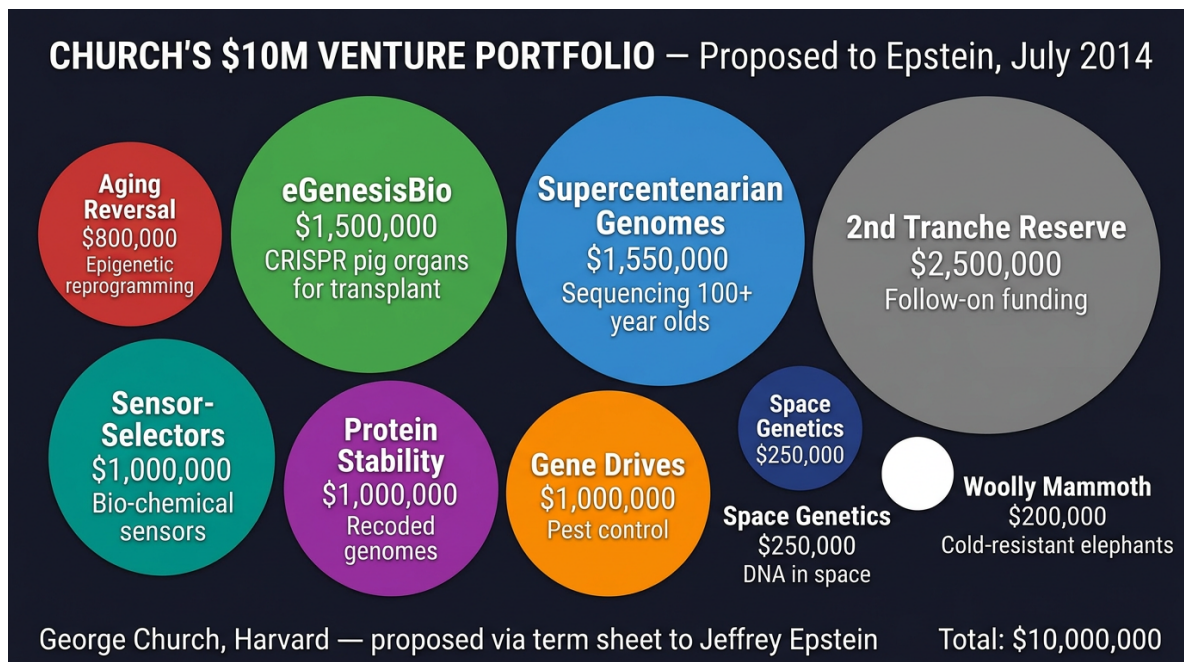 CHURCH'S $10M VENTURE PORTFOLIO — Proposed to Epstein, July 2014
Aging
Reversal
$800,000
Epigenetic
reprogramming
eGenesisBio
$1,500,000
CRISPR pig organs
for transplant
Supercentenarian
Genomes
$1,550,000
Sequencing 100+
year olds
2nd Tranche Reserve
$2,500,000
Follow-on funding
Sensor-
Selectors
$1,000,000
Bio-chemical
sensors
Protein
Stability
$1,000,000
Recoded
genomes
Gene Drives
$1,000,000
Pest control
Space
Genetics
$250,000
Space Genetics
$250,000
DNA in space
Woolly Mammoth
$200,000
Cold-resistant elephants
George Church, Harvard — proposed via term sheet to Jeffrey Epstein
Total: $10,000,000